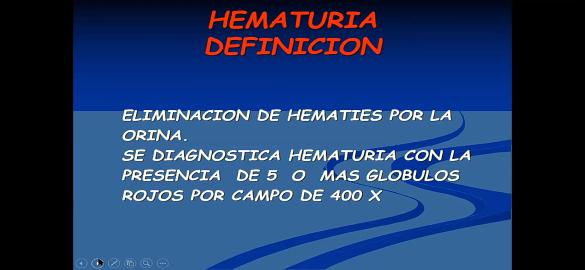 HEMATURIA
DEFINICION
ELIMINACION DE HEMATIES POR LA
ORINA.
SE DIAGNOSTICA HEMATURIA CON LA
PRESENCIA DE 5 O MAS GLOBULOS
ROJOS POR CAMPO DE 400 X